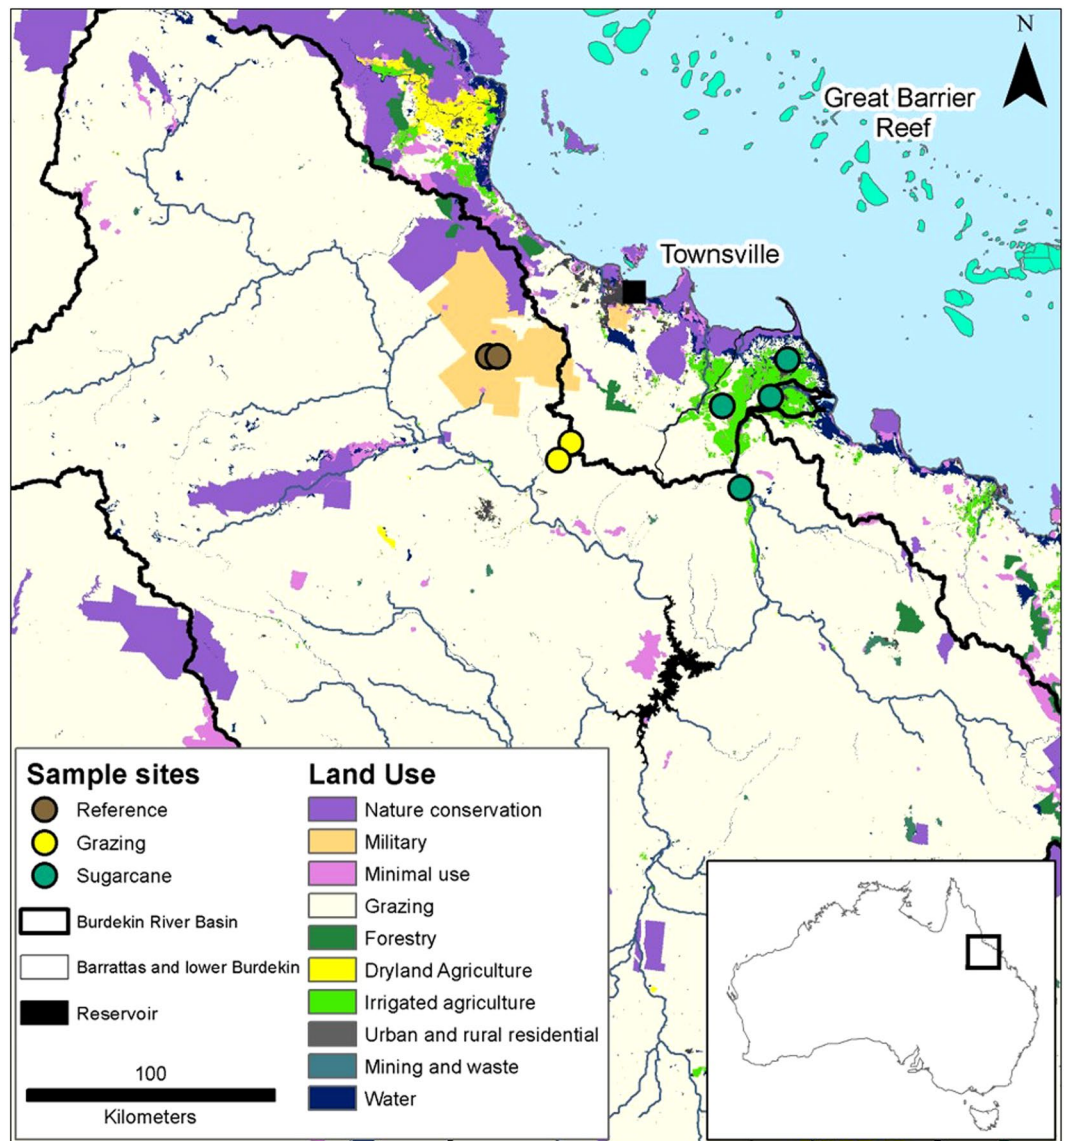 N
Great Barrier
Reef
Townsville
Sample sites
Reference
Grazing
Sugarcane
Burdekin River Basin
Barrattas and lower Burdekin
Reservoir
100
Kilometers
Land Use
Nature conservation
Military
Minimal use
Grazing
Forestry
Dryland Agriculture
Irrigated agriculture
Urban and rural residential
Mining and waste
Water